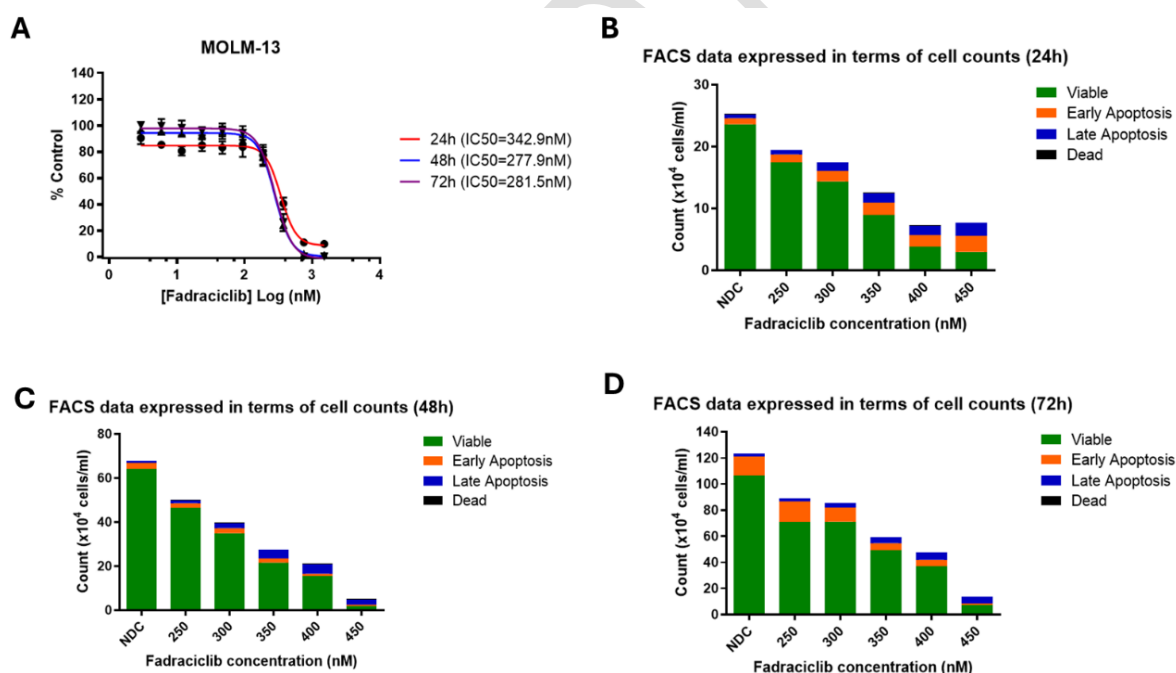 A
MOLM-13
140
120
100
80
60
40
20
0
% Control
0
1
2
3
4
[Fadraciclib] Log (nM)
24h (IC50=342.9nM)
48h (IC50=277.9nM)
72h (IC50=281.5nM)
B
FACS data expressed in terms of cell counts (24h)
30
20
10
0
Count (x10⁴ cells/ml)
NDC
250
300
350
400
450
Fadraciclib concentration (nM)
Viable
Early Apoptosis
Late Apoptosis
Dead
C
FACS data expressed in terms of cell counts (48h)
80
60
40
20
0
Count (x10⁴ cells/ml)
NDC
250
300
350
400
450
Fadraciclib concentration (nM)
Viable
Early Apoptosis
Late Apoptosis
Dead
D
FACS data expressed in terms of cell counts (72h)
140
120
100
80
60
40
20
0
Count (x10⁴ cells/ml)
NDC
250
300
350
400
450
Fadraciclib concentration (nM)
Viable
Early Apoptosis
Late Apoptosis
Dead